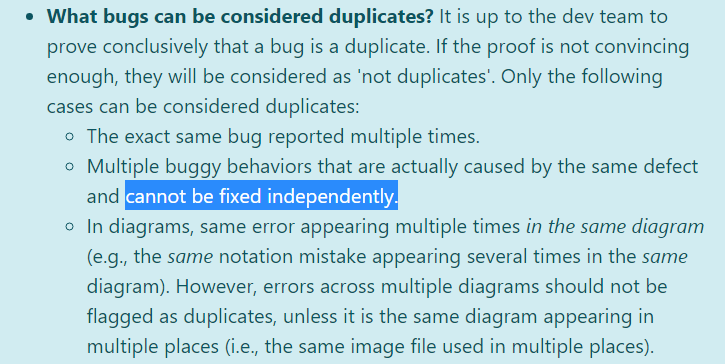 • What bugs can be considered duplicates? It is up to the dev team to
prove conclusively that a bug is a duplicate. If the proof is not convincing
enough, they will be considered as 'not duplicates'. Only the following
cases can be considered duplicates:
◦ The exact same bug reported multiple times.
◦ Multiple buggy behaviors that are actually caused by the same defect
and cannot be fixed independently.
◦ In diagrams, same error appearing multiple times in the same diagram
(e.g., the same notation mistake appearing several times in the same
diagram). However, errors across multiple diagrams should not be
flagged as duplicates, unless it is the same diagram appearing in
multiple places (i.e., the same image file used in multiple places).